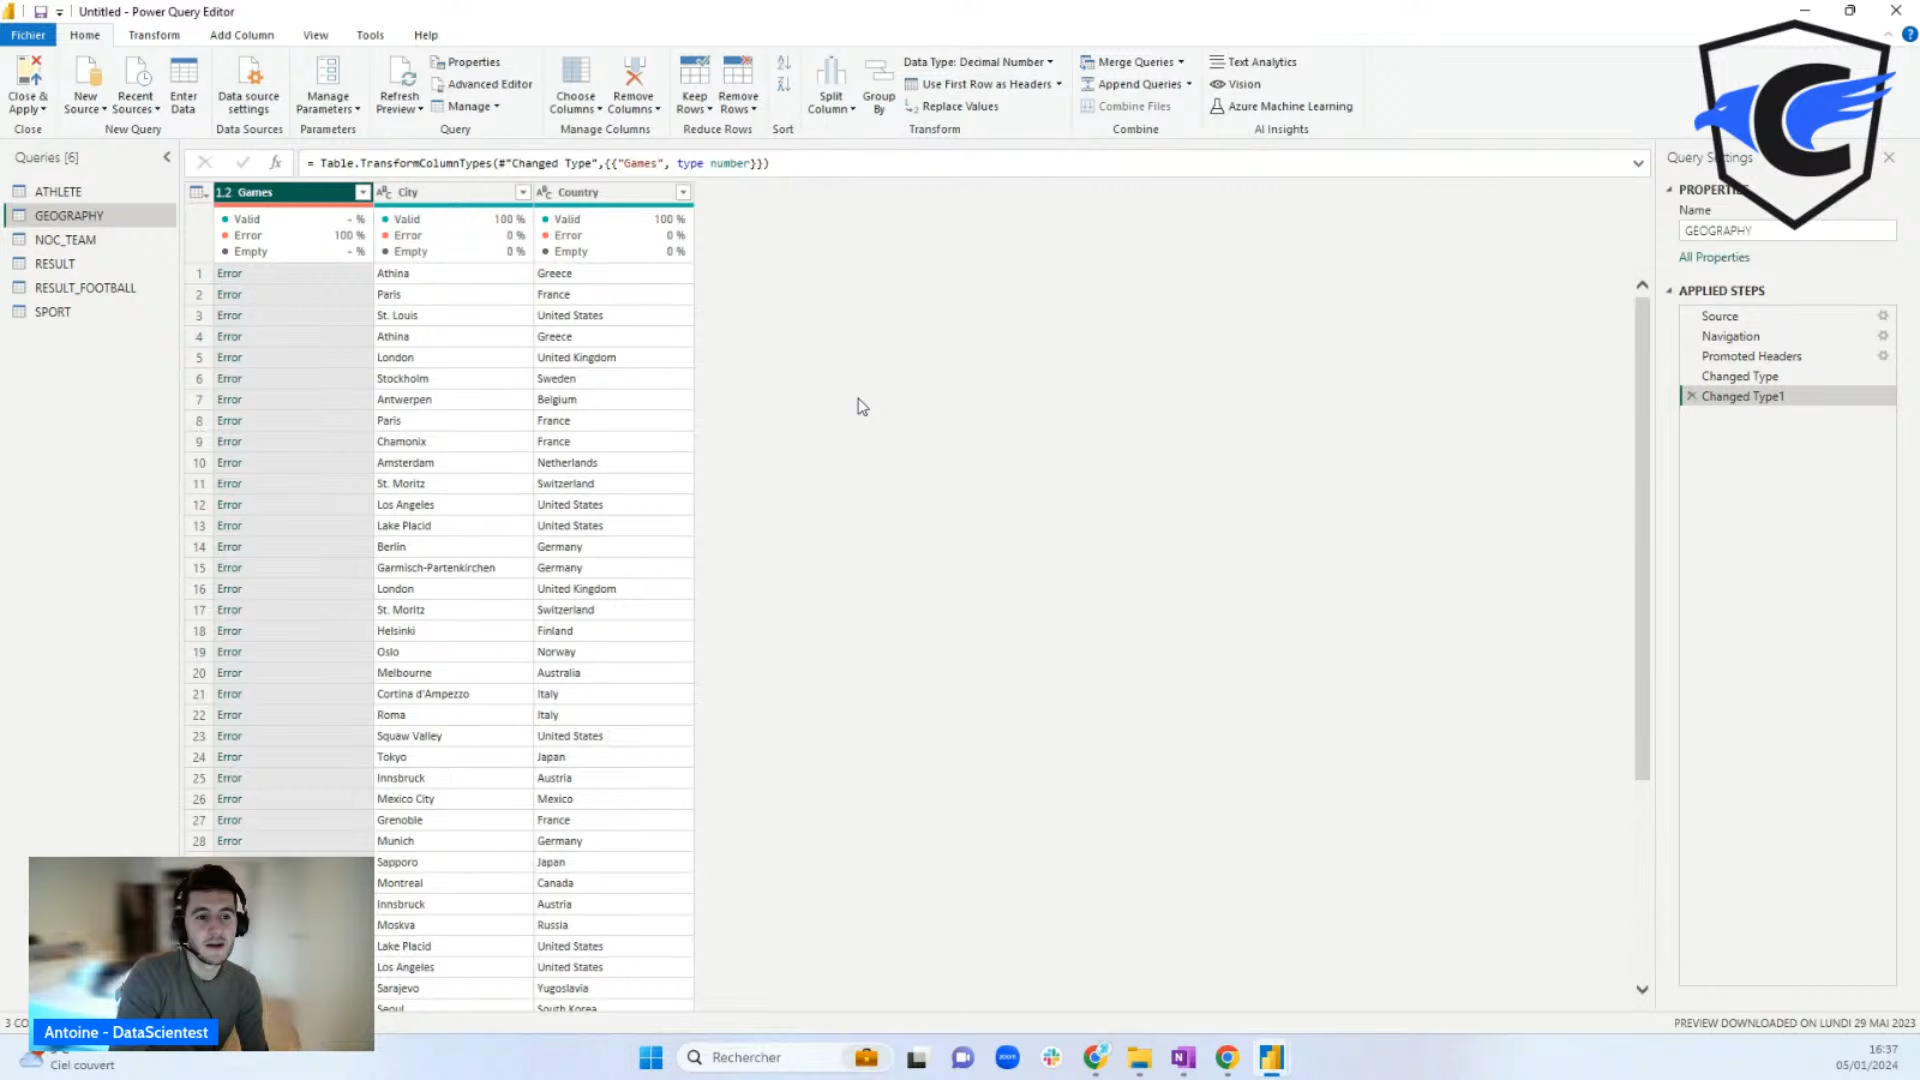 Untitled - Power Query Editor
Fichier Home Transform Add Column View Tools Help
Close & Apply New Source Recent Sources Enter Data Data source settings Manage Parameters Refresh Preview Properties Advanced Editor Manage Choose Columns Remove Columns Keep Rows Remove Rows Split Column Group By Data Type: Decimal Number Use First Row as Headers Replace Values Merge Queries Append Queries Combine Files Text Analytics Vision Azure Machine Learning
Close New Query Data Sources Parameters Query Manage Columns Reduce Rows Sort Transform Combine AI Insights
Queries [6]
ATHLETE
GEOGRAPHY
NOC_TEAM
RESULT
RESULT_FOOTBALL
SPORT
fx = Table.TransformColumnTypes(#"Changed Type",{{"Games", type number}})
1.2 Games ABC City ABC Country
Valid - % Valid 100 % Valid 100 %
Error 100 % Error 0 % Error 0 %
Empty - % Empty 0 % Empty 0 %
1 Error Athina Greece
2 Error Paris France
3 Error St. Louis United States
4 Error Athina Greece
5 Error London United Kingdom
6 Error Stockholm Sweden
7 Error Antwerpen Belgium
8 Error Paris France
9 Error Chamonix France
10 Error Amsterdam Netherlands
11 Error St. Moritz Switzerland
12 Error Los Angeles United States
13 Error Lake Placid United States
14 Error Berlin Germany
15 Error Garmisch-Partenkirchen Germany
16 Error London United Kingdom
17 Error St. Moritz Switzerland
18 Error Helsinki Finland
19 Error Oslo Norway
20 Error Melbourne Australia
21 Error Cortina d'Ampezzo Italy
22 Error Roma Italy
23 Error Squaw Valley United States
24 Error Tokyo Japan
25 Error Innsbruck Austria
26 Error Mexico City Mexico
27 Error Grenoble France
28 Error Munich Germany
Sapporo Japan
Montreal Canada
Innsbruck Austria
Moskva Russia
Lake Placid United States
Los Angeles United States
Sarajevo Yugoslavia
Seoul South Korea
Query Settings
PROPERTIES
Name
GEOGRAPHY
All Properties
APPLIED STEPS
Source
Navigation
Promoted Headers
Changed Type
Changed Type1
C
3 CO
PREVIEW DOWNLOADED ON LUNDI 29 MAI 2023
Antoine - DataScientest
Ciel couvert
Rechercher
zoom
16:37
05/01/2024